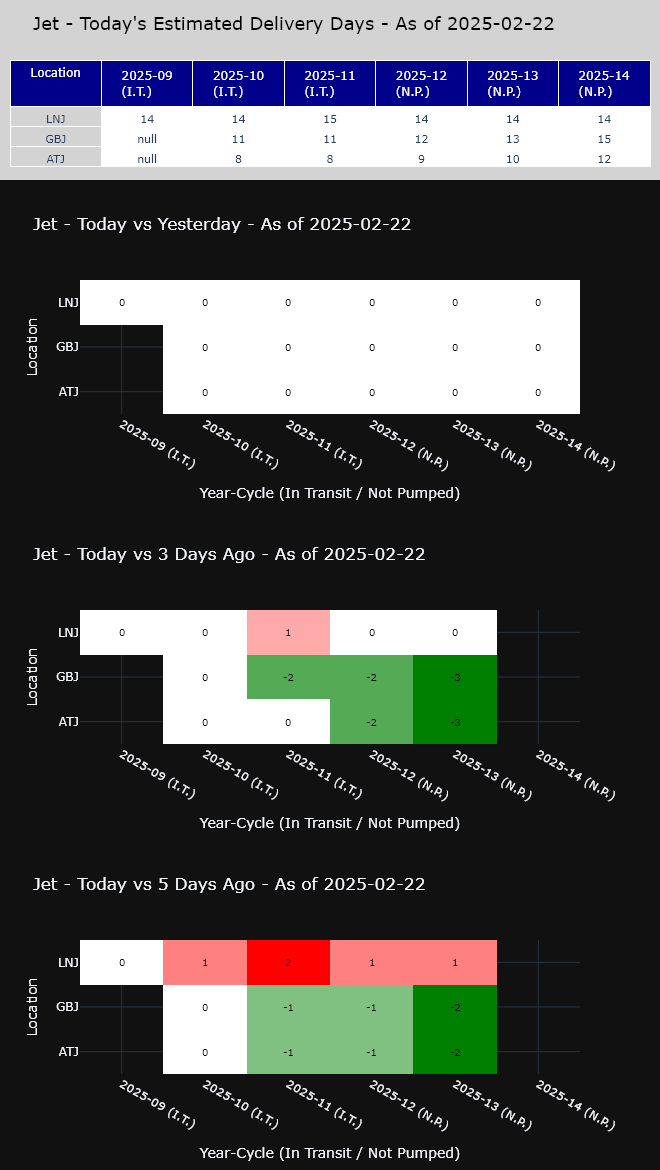 Jet - Today's Estimated Delivery Days - As of 2025-02-22
Location 2025-09 (I.T.) 2025-10 (I.T.) 2025-11 (I.T.) 2025-12 (N.P.) 2025-13 (N.P.) 2025-14 (N.P.)
LNJ 14 14 15 14 14 14
GBJ null 11 11 12 13 15
ATJ null 8 8 9 10 12
Jet - Today vs Yesterday - As of 2025-02-22
Location
LNJ 0 0 0 0 0 0
GBJ 0 0 0 0 0
ATJ 0 0 0 0 0
2025-09 (I.T.) 2025-10 (I.T.) 2025-11 (I.T.) 2025-12 (N.P.) 2025-13 (N.P.) 2025-14 (N.P.)
Year-Cycle (In Transit / Not Pumped)
Jet - Today vs 3 Days Ago - As of 2025-02-22
Location
LNJ 0 0 1 0 0
GBJ 0 -2 -2 -3
ATJ 0 0 -2 -3
2025-09 (I.T.) 2025-10 (I.T.) 2025-11 (I.T.) 2025-12 (N.P.) 2025-13 (N.P.) 2025-14 (N.P.)
Year-Cycle (In Transit / Not Pumped)
Jet - Today vs 5 Days Ago - As of 2025-02-22
Location
LNJ 0 1 2 1 1
GBJ 0 -1 -1 -2
ATJ 0 -1 -1 -2
2025-09 (I.T.) 2025-10 (I.T.) 2025-11 (I.T.) 2025-12 (N.P.) 2025-13 (N.P.) 2025-14 (N.P.)
Year-Cycle (In Transit / Not Pumped)